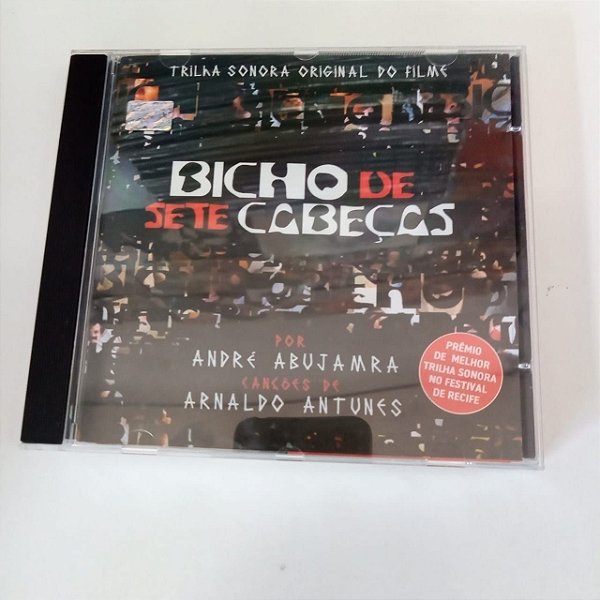 TRILHA SONORA ORIGINAL DO FILME
BICHO DE
SETE CABEÇAS
POR
ANDRÉ ABUJAMRA
CANÇÕES DE
ARNALDO ANTUNES
PRÊMIO
DE MELHOR
TRILHA SONORA
NO FESTIVAL
DE RECIFE